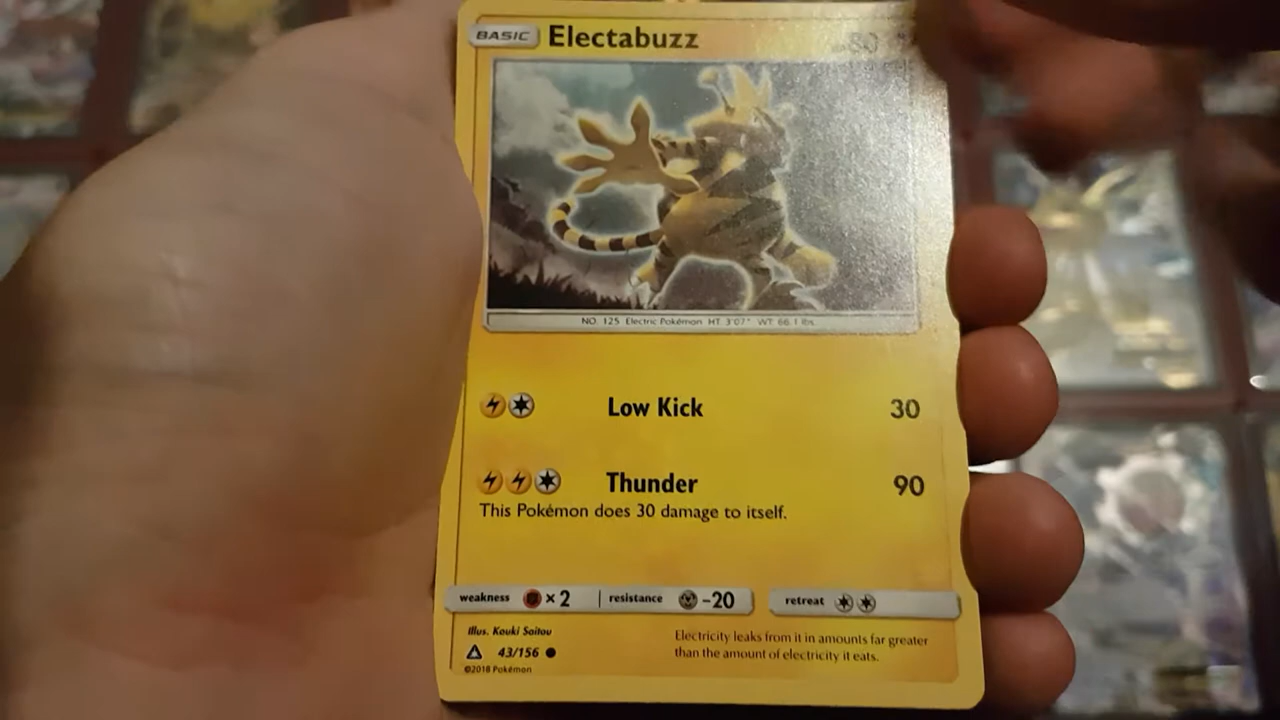 BASIC Electabuzz 80
NO. 125 Electric Pokémon HT: 3'07" WT: 66.1 lbs.
Low Kick 30
Thunder 90
This Pokémon does 30 damage to itself.
weakness ×2 resistance -20 retreat
Illus. Kouki Saitou
43/156
©2018 Pokémon
Electricity leaks from it in amounts far greater
than the amount of electricity it eats.